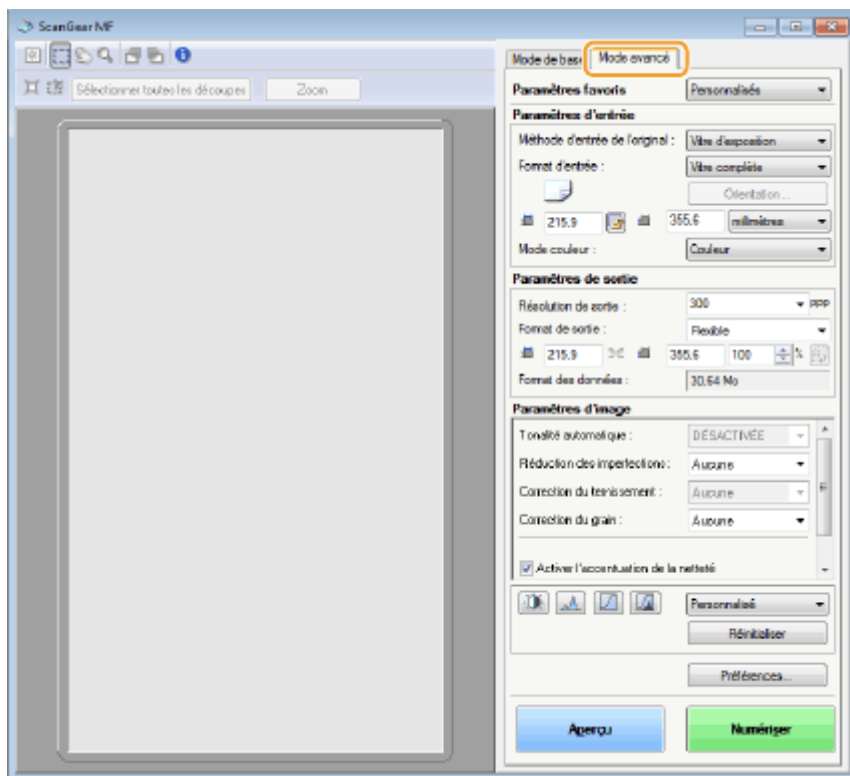 ScanGear MF
Sélectionner toutes les découpes Zoom
Mode de base Mode avancé
Paramètres favoris Personnalisés
Paramètres d'entrée
Méthode d'entrée de l'original : Vitre d'exposition
Format d'entrée : Vitre complète
Orientation...
215.9 355.6 millimètres
Mode couleur : Couleur
Paramètres de sortie
Résolution de sortie : 300 PPP
Format de sortie : Flexible
215.9 355.6 100 %
Format des données : 30.64 Mo
Paramètres d'image
Tonalité automatique : DÉSACTIVÉE
Réduction des imperfections : Aucune
Correction du ternissement : Aucune
Correction du grain : Aucune
Activer l'accentuation de la netteté
Personnalisé
Réinitialiser
Préférences...
Aperçu Numériser